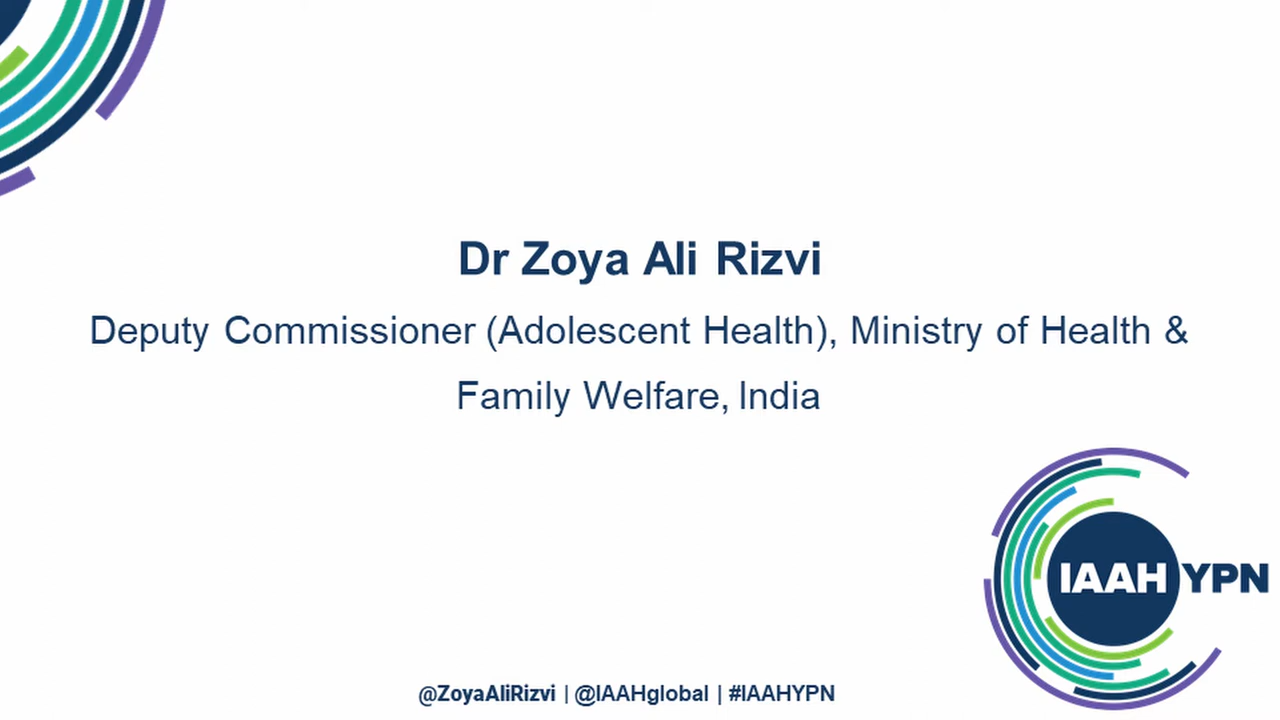 Dr Zoya Ali Rizvi
Deputy Commissioner (Adolescent Health), Ministry of Health &
Family Welfare, India
IAAH YPN
@ZoyaAliRizvi | @IAAHglobal | #IAAHYPN